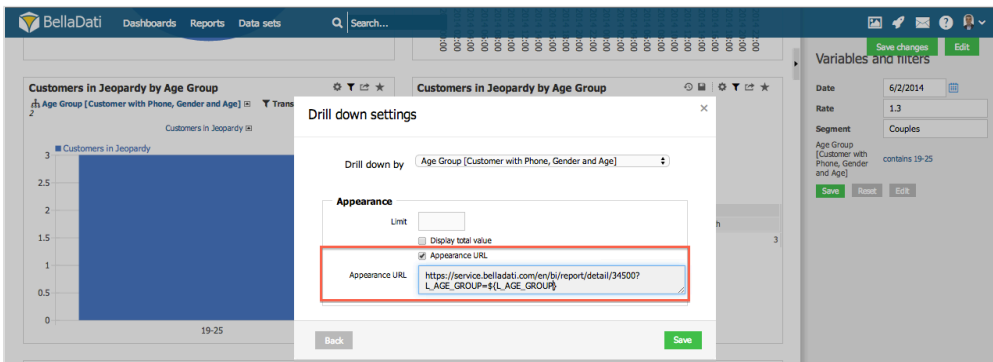 BellaDati Dashboards Reports Data sets Search...
Save changes Edit
Variables and filters
Customers in Jeopardy by Age Group
Age Group [Customer with Phone, Gender and Age] Trans
2
Customers in Jeopardy
Customers in Jeopardy
3
2.5
2
1.5
1
0.5
0
19-25
Customers in Jeopardy by Age Group
h
3
Drill down settings
Drill down by Age Group [Customer with Phone, Gender and Age]
Appearance
Limit
Display total value
Appearance URL
Appearance URL https://service.belladati.com/en/bi/report/detail/34500?
L_AGE_GROUP=${L_AGE_GROUP}
Back Save
Date 6/2/2014
Rate 1.3
Segment Couples
Age Group
[Customer with
Phone, Gender
and Age]
contains 19-25
Save Reset Edit